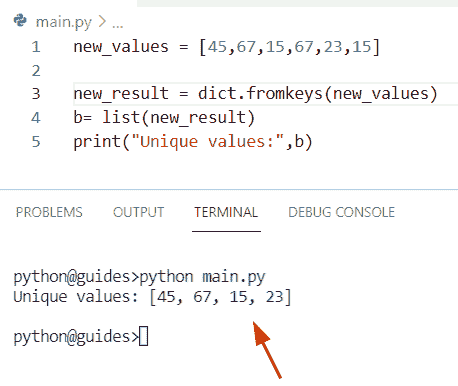 main.py > ...
1 new_values = [45,67,15,67,23,15]
2
3 new_result = dict.fromkeys(new_values)
4 b= list(new_result)
5 print("Unique values:",b)
PROBLEMS OUTPUT TERMINAL DEBUG CONSOLE
python@guides>python main.py
Unique values: [45, 67, 15, 23]
python@guides>